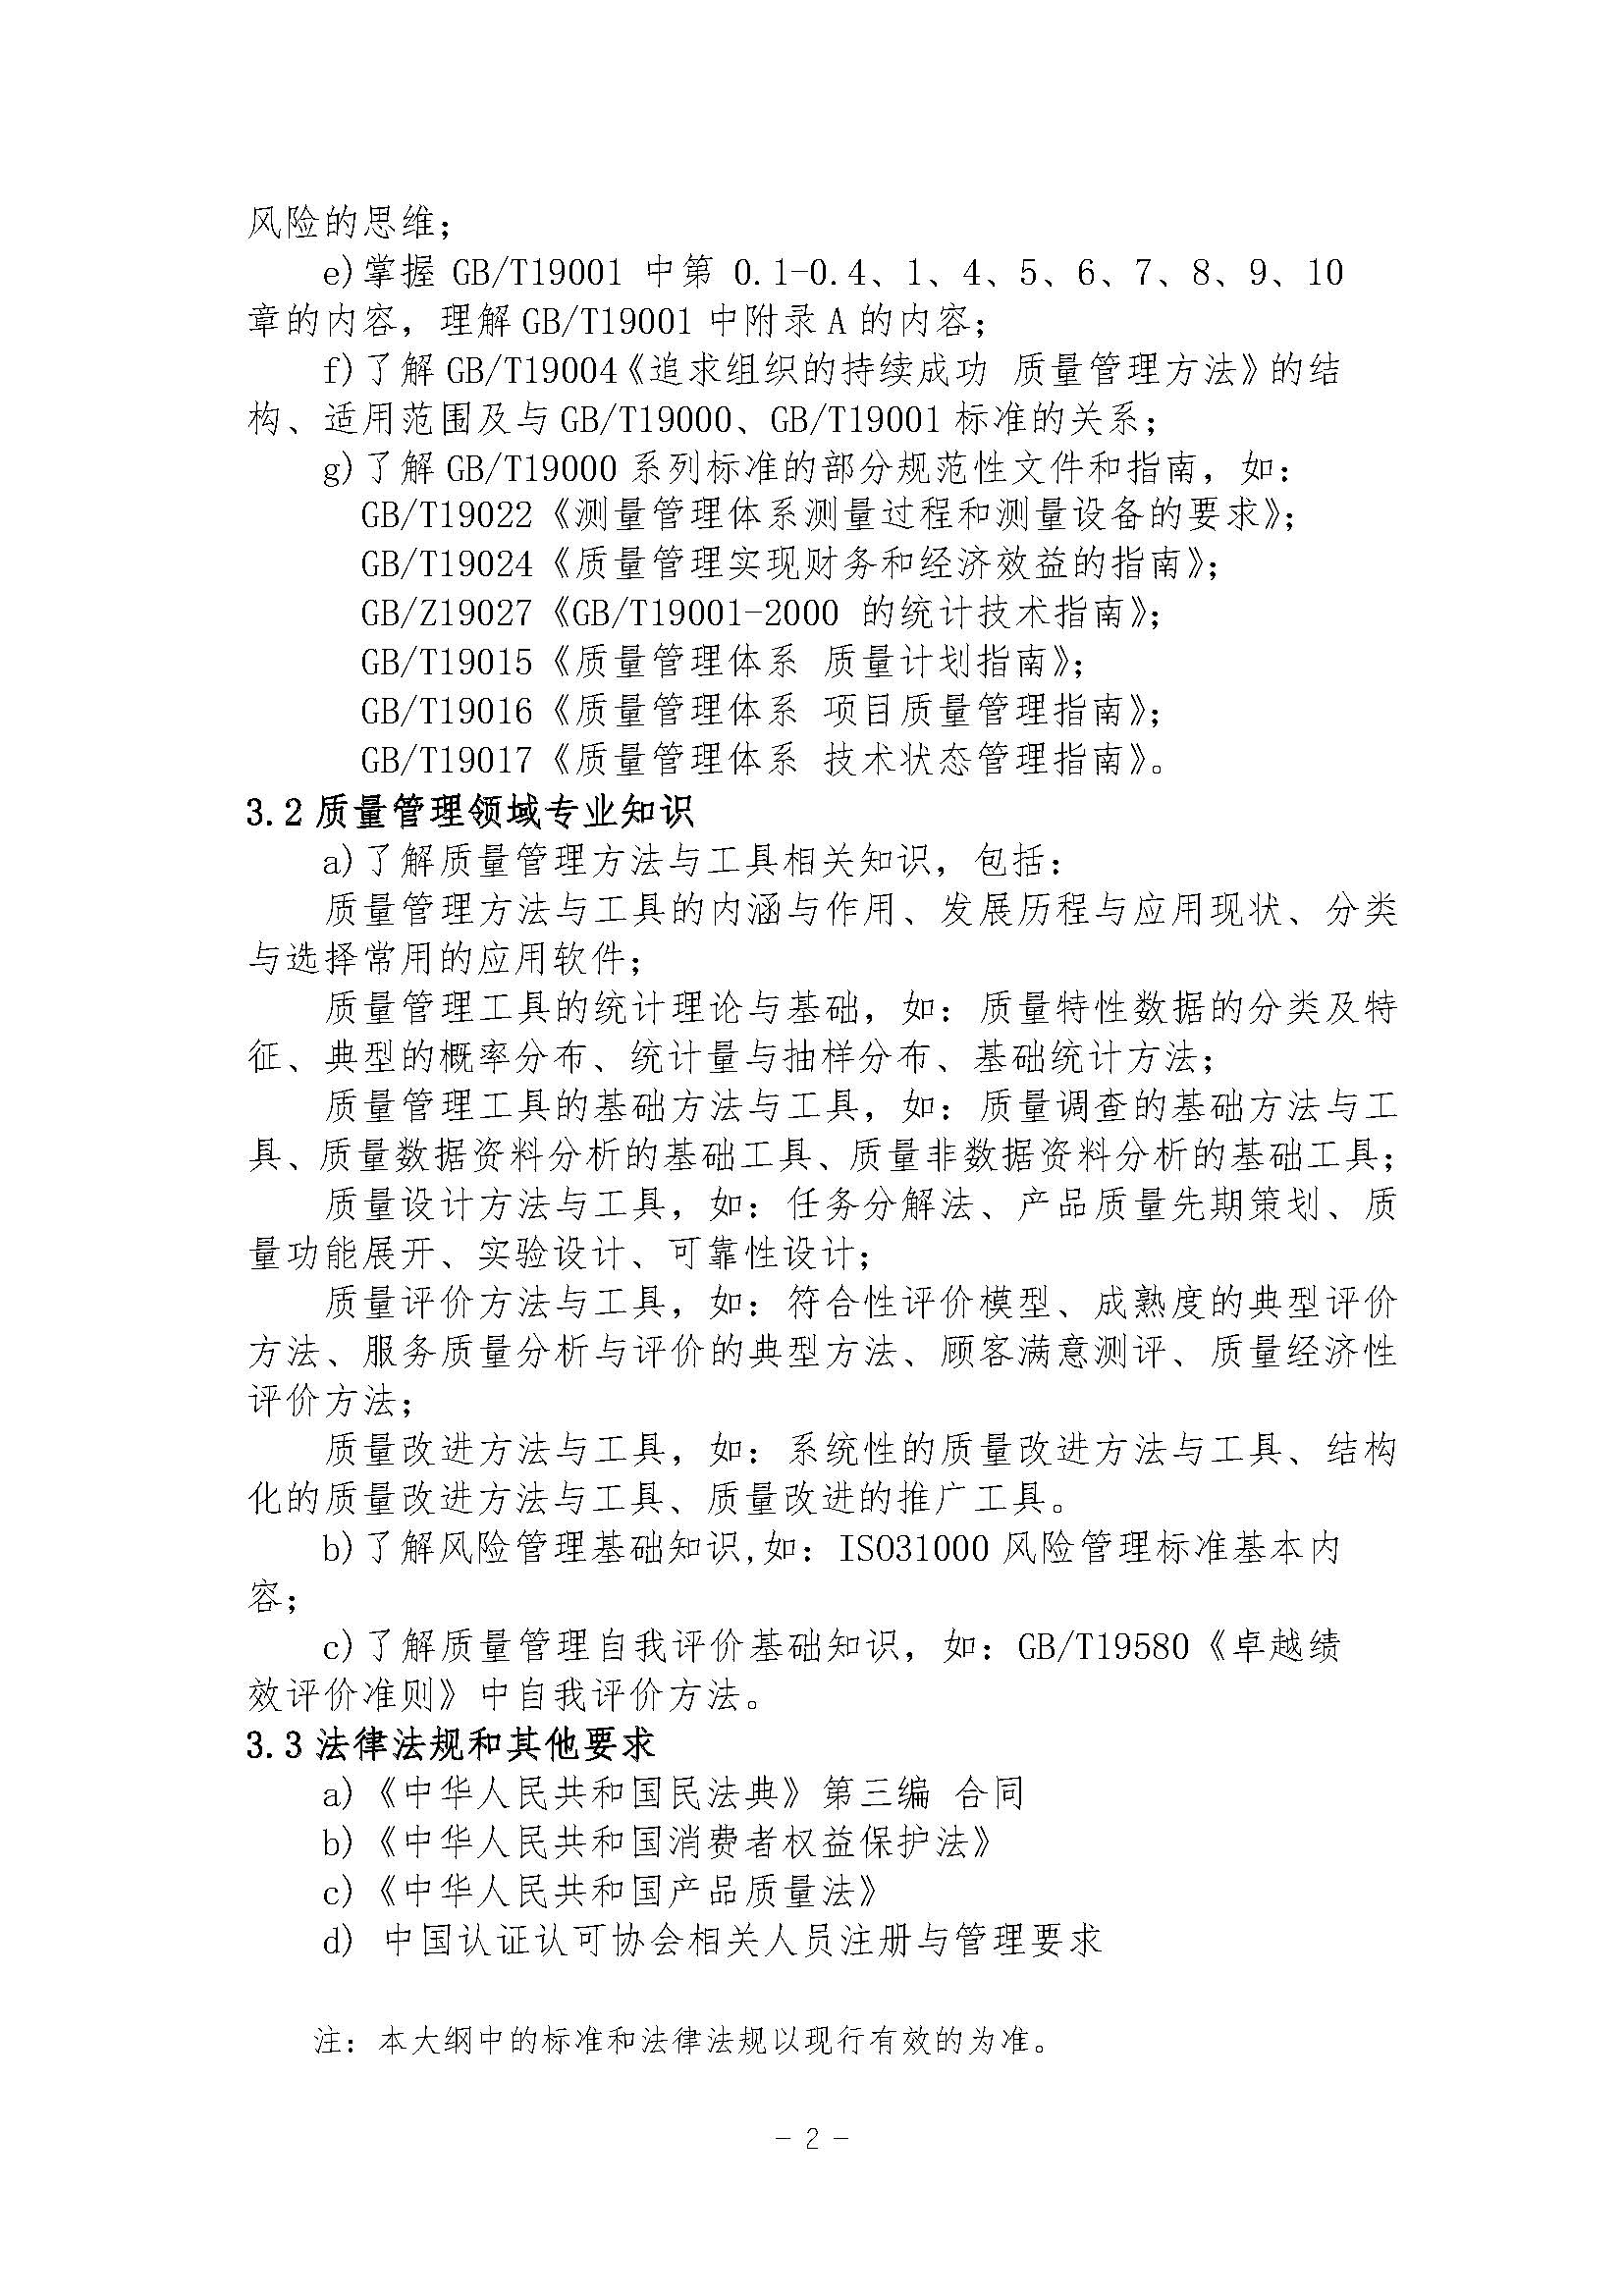 风险的思维；
e)掌握 GB/T19001 中第 0.1-0.4、1、4、5、6、7、8、9、10
章的内容，理解 GB/T19001 中附录 A 的内容；
f)了解 GB/T19004《追求组织的持续成功 质量管理方法》的结
构、适用范围及与 GB/T19000、GB/T19001 标准的关系；
g)了解 GB/T19000 系列标准的部分规范性文件和指南，如：
GB/T19022《测量管理体系测量过程和测量设备的要求》；
GB/T19024《质量管理实现财务和经济效益的指南》；
GB/Z19027《GB/T19001-2000 的统计技术指南》；
GB/T19015《质量管理体系 质量计划指南》；
GB/T19016《质量管理体系 项目质量管理指南》；
GB/T19017《质量管理体系 技术状态管理指南》。
3.2 质量管理领域专业知识
a)了解质量管理方法与工具相关知识，包括：
质量管理方法与工具的内涵与作用、发展历程与应用现状、分类
与选择常用的应用软件；
质量管理工具的统计理论与基础，如：质量特性数据的分类及特
征、典型的概率分布、统计量与抽样分布、基础统计方法；
质量管理工具的基础方法与工具，如：质量调查的基础方法与工
具、质量数据资料分析的基础工具、质量非数据资料分析的基础工具；
质量设计方法与工具，如：任务分解法、产品质量先期策划、质
量功能展开、实验设计、可靠性设计；
质量评价方法与工具，如：符合性评价模型、成熟度的典型评价
方法、服务质量分析与评价的典型方法、顾客满意测评、质量经济性
评价方法；
质量改进方法与工具，如：系统性的质量改进方法与工具、结构
化的质量改进方法与工具、质量改进的推广工具。
b)了解风险管理基础知识,如：ISO31000 风险管理标准基本内
容；
c)了解质量管理自我评价基础知识，如：GB/T19580《卓越绩
效评价准则》中自我评价方法。
3.3 法律法规和其他要求
a)《中华人民共和国民法典》第三编 合同
b)《中华人民共和国消费者权益保护法》
c)《中华人民共和国产品质量法》
d) 中国认证认可协会相关人员注册与管理要求
注：本大纲中的标准和法律法规以现行有效的为准。
- 2 -